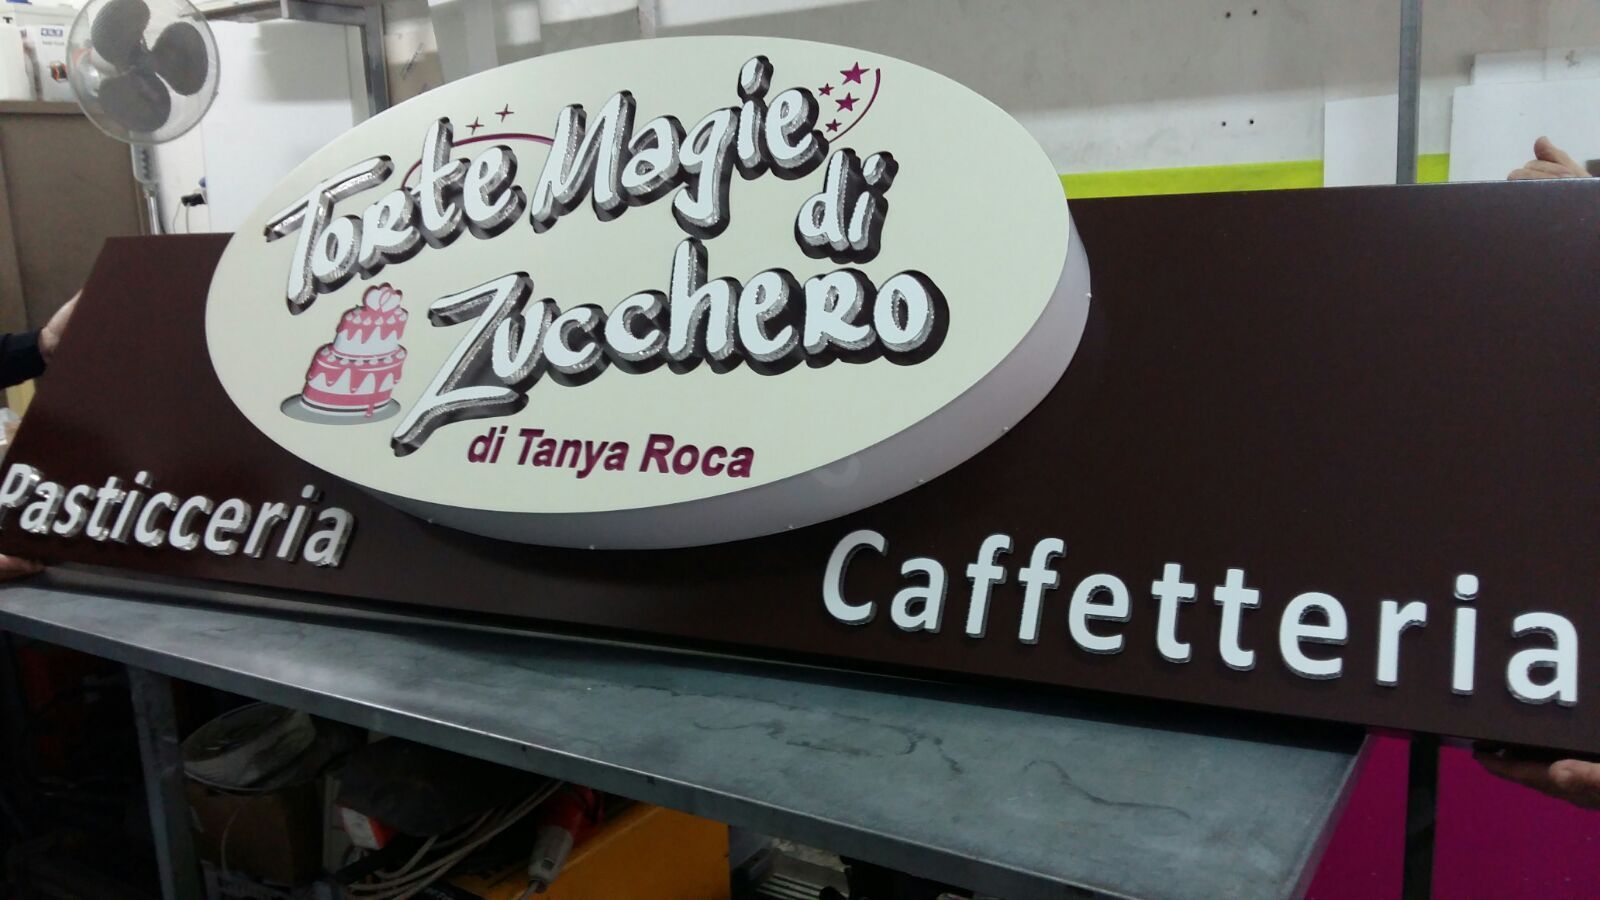 Torte Magie
di
Zucchero
di Tanya Roca
Pasticceria
Caffetteria